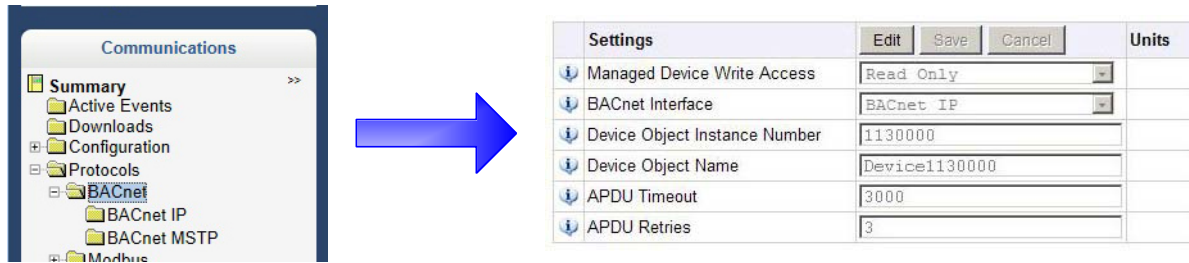 Communications
Summary >>
Active Events
Downloads
Configuration
Protocols
BACnet
BACnet IP
BACnet MSTP
Modbus
Settings Edit Save Cancel Units
Managed Device Write Access Read Only
BACnet Interface BACnet IP
Device Object Instance Number 1130000
Device Object Name Device1130000
APDU Timeout 3000
APDU Retries 3